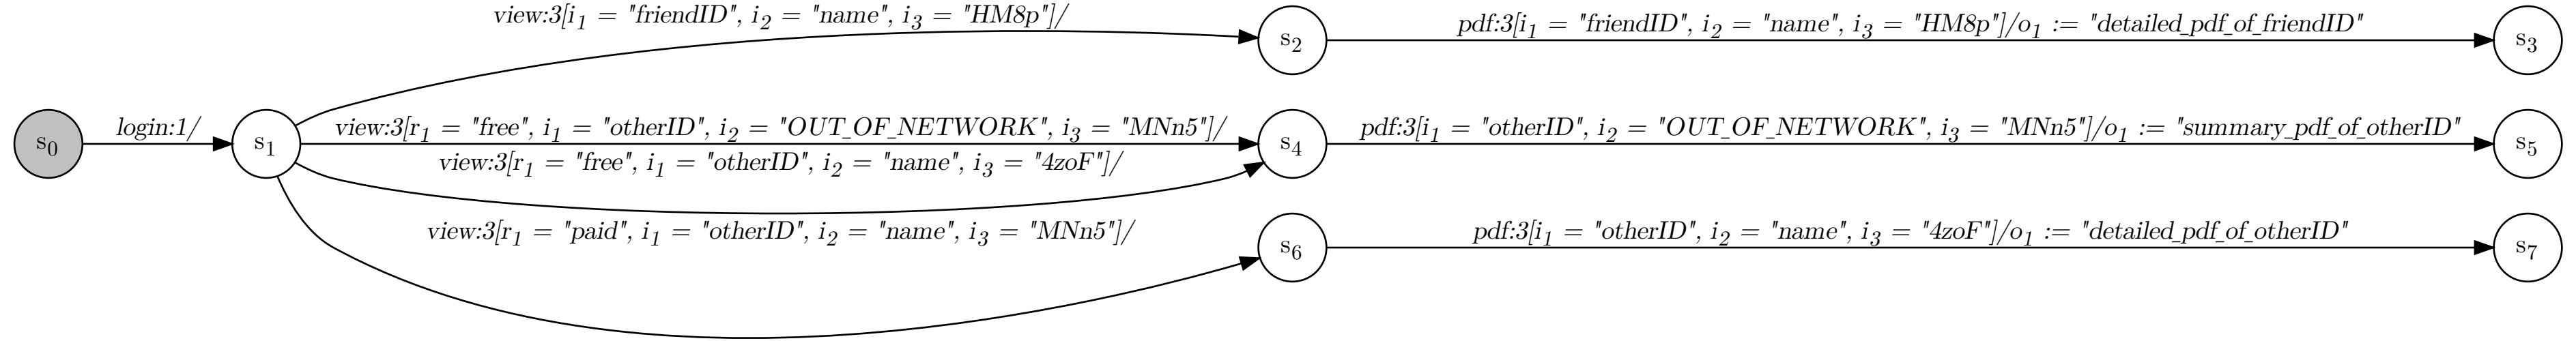 view:3[i1 = "friendID", i2 = "name", i3 = "HM8p"]/
s2
pdf:3[i1 = "friendID", i2 = "name", i3 = "HM8p"]/o1 := "detailed_pdf_of_friendID"
s3
s0
login:1/
s1
view:3[r1 = "free", i1 = "otherID", i2 = "OUT_OF_NETWORK", i3 = "MNn5"]/
s4
pdf:3[i1 = "otherID", i2 = "OUT_OF_NETWORK", i3 = "MNn5"]/o1 := "summary_pdf_of_otherID"
s5
view:3[r1 = "free", i1 = "otherID", i2 = "name", i3 = "4zoF"]/
view:3[r1 = "paid", i1 = "otherID", i2 = "name", i3 = "MNn5"]/
s6
pdf:3[i1 = "otherID", i2 = "name", i3 = "4zoF"]/o1 := "detailed_pdf_of_otherID"
s7